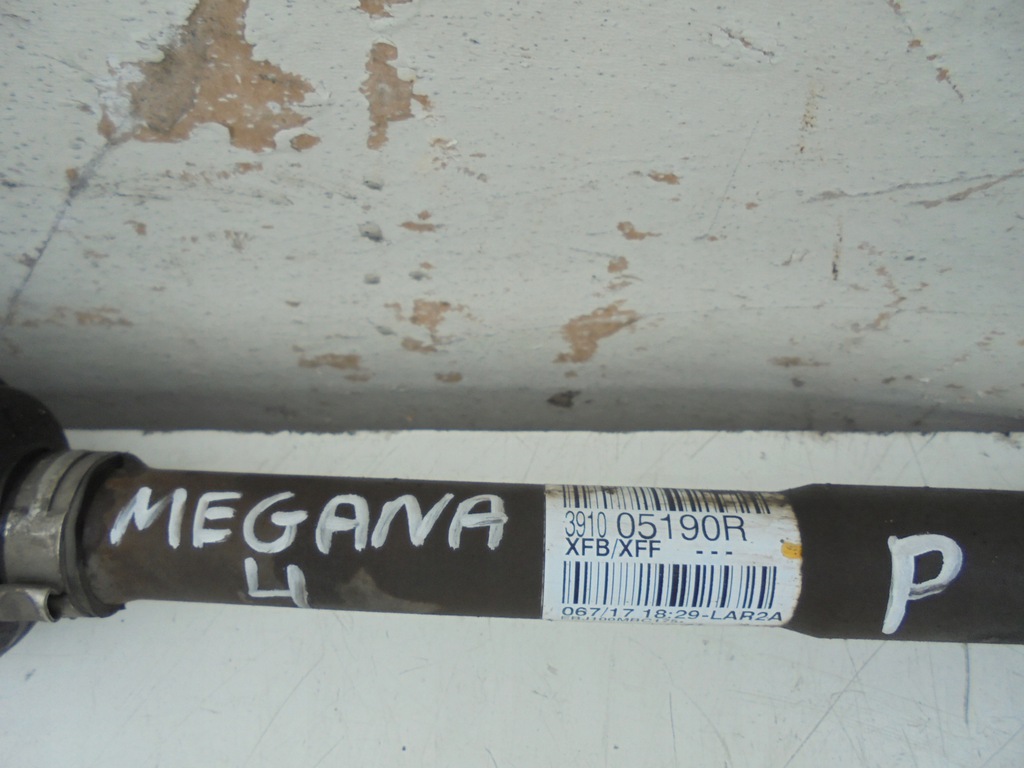 MEGANA
4
3910 05190R
XFB/XFF ---
067/17 18:29-LAR2A
P